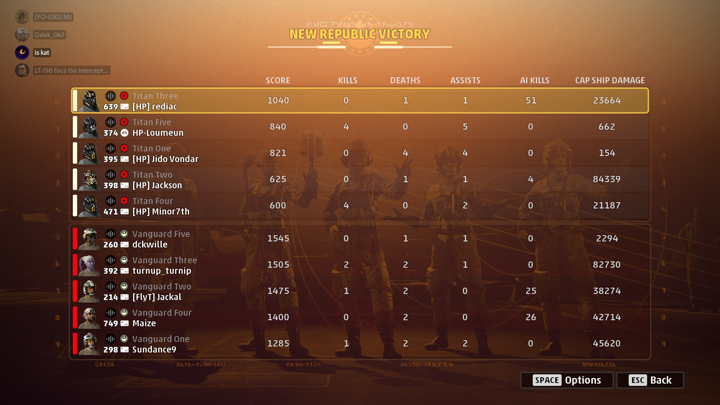 [FO-030] MJ
Dalek_067
is kat
LT-198 Foca the Intercept...
NEW REPUBLIC VICTORY
SCORE KILLS DEATHS ASSISTS AI KILLS CAP SHIP DAMAGE
Titan Three
639 [HP] rediac 1040 0 1 1 51 23664
Titan Five
374 HP-Loumeun 840 4 0 5 0 662
Titan One
395 [HP] Jido Vondar 821 0 4 4 0 154
Titan Two
398 [HP] Jackson 625 0 1 1 4 84339
Titan Four
471 [HP] Minor7th 600 4 0 2 0 21187
Vanguard Five
260 dckwille 1545 0 1 1 0 2294
Vanguard Three
392 turnup_turnip 1505 2 2 1 0 82730
Vanguard Two
214 [FlyT] Jackal 1475 1 2 0 25 38274
Vanguard Four
749 Maize 1400 0 2 0 26 42714
Vanguard One
298 Sundance9 1285 1 2 2 0 45620
SPACE Options ESC Back